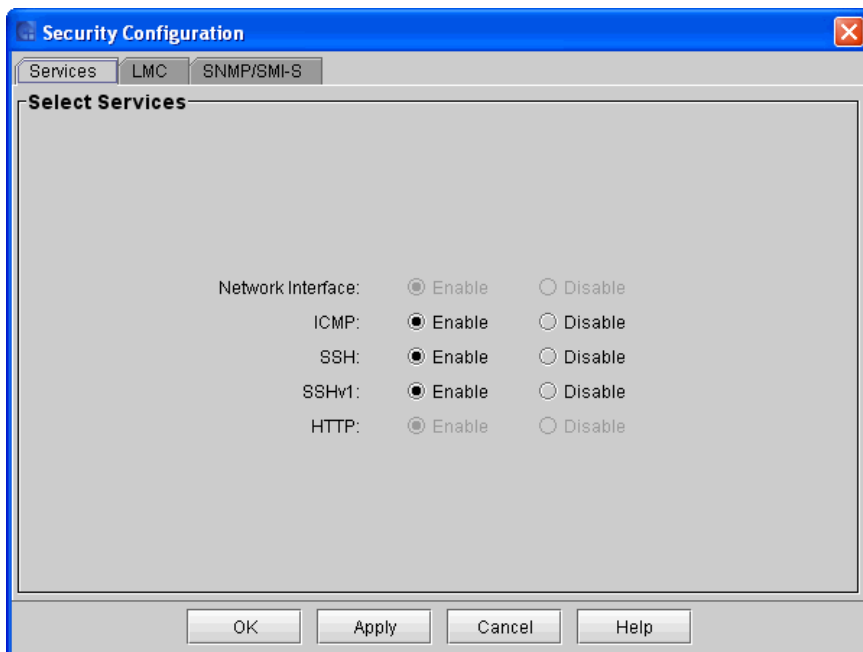 Security Configuration
Services LMC SNMP/SMI-S
Select Services
Network Interface: Enable Disable
ICMP: Enable Disable
SSH: Enable Disable
SSHv1: Enable Disable
HTTP: Enable Disable
OK Apply Cancel Help